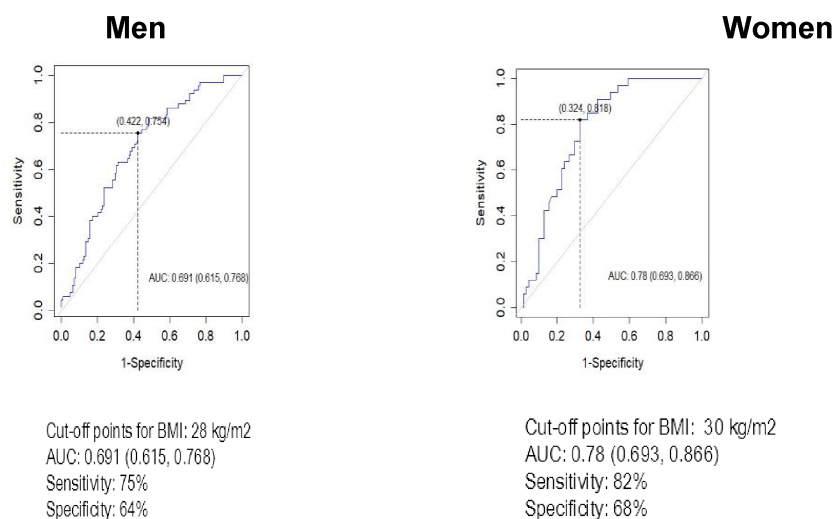 Men
1.0
0.8
0.6
0.4
0.2
0.0
Sensitivity
(0.422, 0.754)
AUC: 0.691 (0.615, 0.768)
0.0 0.2 0.4 0.6 0.8 1.0
1-Specificity
Cut-off points for BMI: 28 kg/m2
AUC: 0.691 (0.615, 0.768)
Sensitivity: 75%
Specificity: 64%
Women
1.0
0.8
0.6
0.4
0.2
0.0
Sensitivity
(0.324, 0.818)
AUC: 0.78 (0.693, 0.866)
0.0 0.2 0.4 0.6 0.8 1.0
1-Specificity
Cut-off points for BMI: 30 kg/m2
AUC: 0.78 (0.693, 0.866)
Sensitivity: 82%
Specificity: 68%